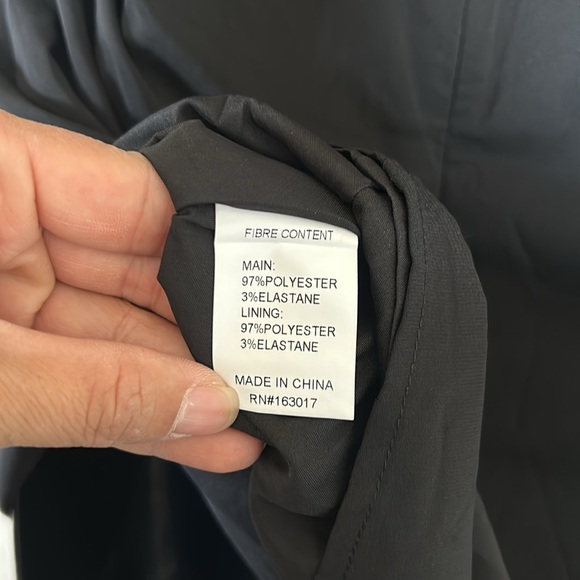 FIBRE CONTENT
MAIN:
97%POLYESTER
3%ELASTANE
LINING:
97%POLYESTER
3%ELASTANE
MADE IN CHINA
RN#163017